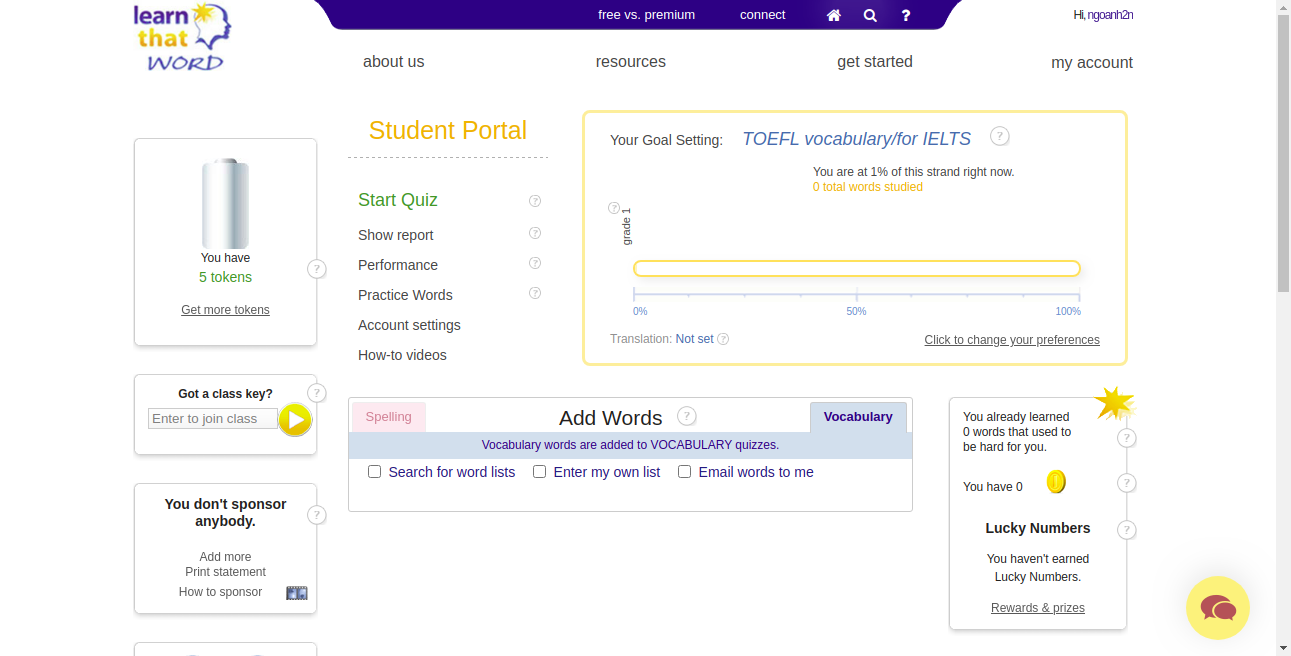 learn
that
WORD
free vs. premium
connect
?
Hi, ngoanh2n
about us
resources
get started
my account
You have
5 tokens
?
Get more tokens
Got a class key?
?
Enter to join class
You don't sponsor
anybody.
?
Add more
Print statement
How to sponsor
Student Portal
Start Quiz ?
Show report ?
Performance ?
Practice Words ?
Account settings
How-to videos
Your Goal Setting: TOEFL vocabulary/for IELTS ?
You are at 1% of this strand right now.
0 total words studied
?
grade 1
0% 50% 100%
Translation: Not set ?
Click to change your preferences
Spelling
Add Words ?
Vocabulary
Vocabulary words are added to VOCABULARY quizzes.
Search for word lists
Enter my own list
Email words to me
You already learned
0 words that used to
be hard for you.
?
You have 0
?
Lucky Numbers
?
You haven't earned
Lucky Numbers.
Rewards & prizes